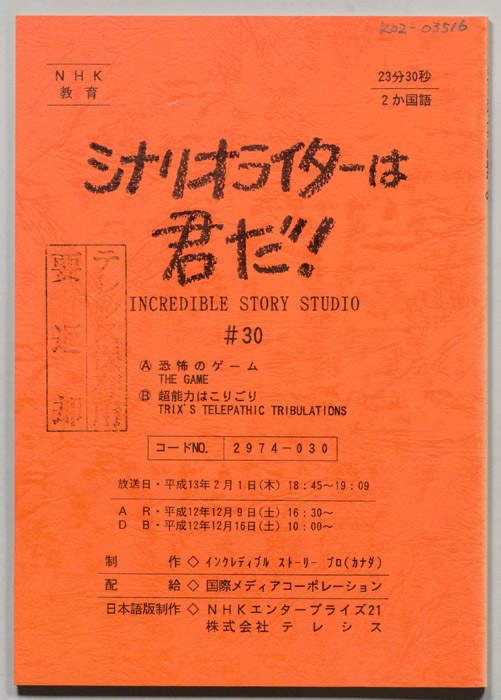 K02-03516
NHK
教育
23分30秒
2か国語
シナリオライターは
君だ!
INCREDIBLE STORY STUDIO
#30
Ⓐ 恐怖のゲーム
THE GAME
Ⓑ 超能力はこりごり
TRIX'S TELEPATHIC TRIBULATIONS
コードNO. 2974-030
放送日・平成13年2月1日(木) 18:45～19:09
AR・平成12年12月9日(土) 16:30～
DB・平成12年12月16日(土) 10:00～
制作◇インクレディブル ストーリー プロ(カナダ)
配給◇国際メディアコーポレーション
日本語版制作◇NHKエンタープライズ21
株式会社テレシス